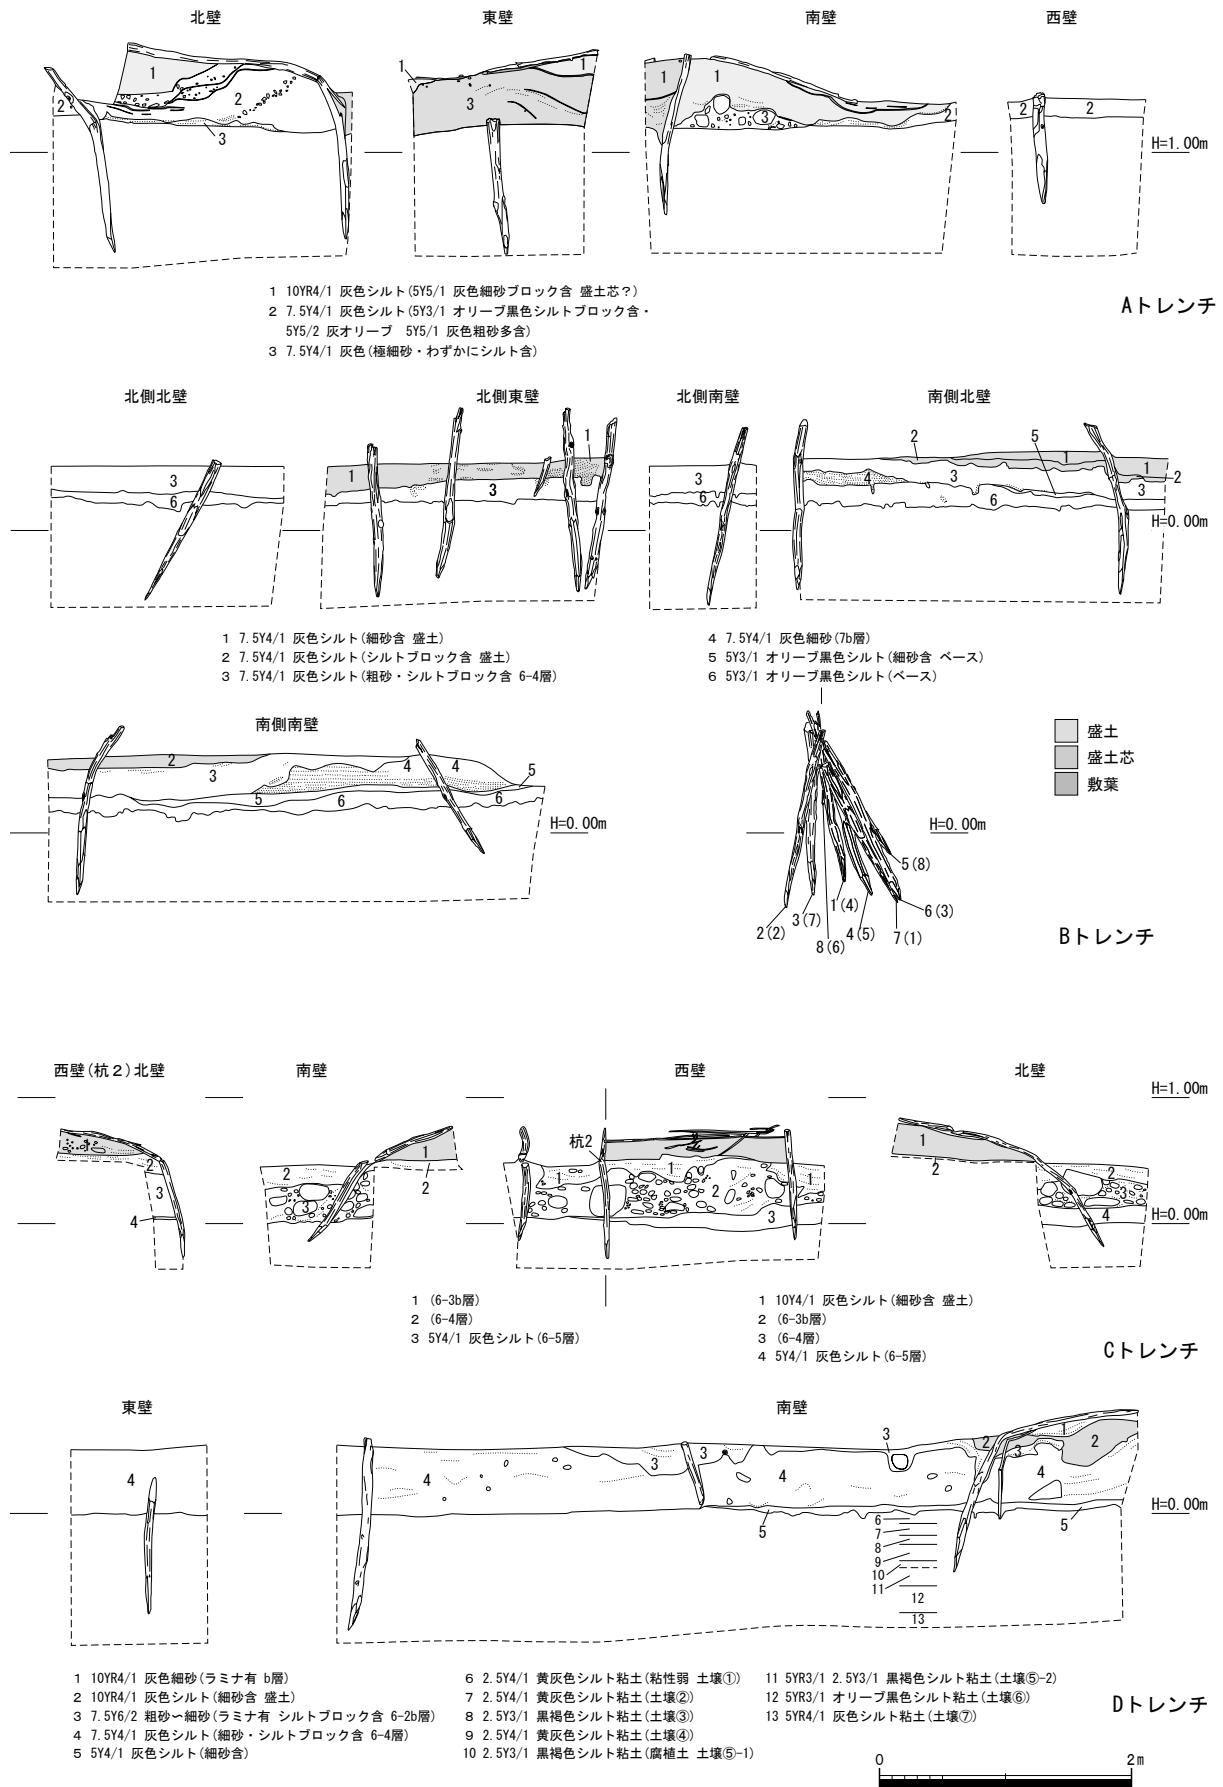 北壁 東壁 南壁 西壁
1 2 2 3
1 1 3
1 1 3 2
2 2
H=1.00m
1 10YR4/1 灰色シルト(5Y5/1 灰色細砂ブロック含 盛土芯?)
2 7.5Y4/1 灰色シルト(5Y3/1 オリーブ黒色シルトブロック含・
5Y5/2 灰オリーブ 5Y5/1 灰色粗砂多含)
3 7.5Y4/1 灰色(極細砂・わずかにシルト含)
Aトレンチ
北側北壁 北側東壁 北側南壁 南側北壁
3 6
1 1 3
3 6
2 5 1 1 2 4 3 3 6
H=0.00m
1 7.5Y4/1 灰色シルト(細砂含 盛土)
2 7.5Y4/1 灰色シルト(シルトブロック含 盛土)
3 7.5Y4/1 灰色シルト(粗砂・シルトブロック含 6-4層)
4 7.5Y4/1 灰色細砂(7b層)
5 5Y3/1 オリーブ黒色シルト(細砂含 ベース)
6 5Y3/1 オリーブ黒色シルト(ベース)
南側南壁
2 3 4 4 5 5 6 6
H=0.00m
H=0.00m
5(8)
6(3)
1(4)
3(7)
2(2)
4(5)
7(1)
8(6)
盛土
盛土芯
敷葉
Bトレンチ
西壁(杭2)北壁 南壁 西壁 北壁
H=1.00m
1 2 3 4
1 2 2 3
杭2
1 1 1 2 3
1 2 2 3 4
H=0.00m
1 (6-3b層)
2 (6-4層)
3 5Y4/1 灰色シルト(6-5層)
1 10Y4/1 灰色シルト(細砂含 盛土)
2 (6-3b層)
3 (6-4層)
4 5Y4/1 灰色シルト(6-5層)
Cトレンチ
東壁 南壁
4
4 3 3 3 4 2 1 3 2 4
H=0.00m
5 5
6
7
8
9
10
11
12
13
1 10YR4/1 灰色細砂(ラミナ有 b層)
2 10YR4/1 灰色シルト(細砂含 盛土)
3 7.5Y6/2 粗砂〜細砂(ラミナ有 シルトブロック含 6-2b層)
4 7.5Y4/1 灰色シルト(細砂・シルトブロック含 6-4層)
5 5Y4/1 灰色シルト(細砂含)
6 2.5Y4/1 黄灰色シルト粘土(粘性弱 土壌①)
7 2.5Y4/1 黄灰色シルト粘土(土壌②)
8 2.5Y3/1 黒褐色シルト粘土(土壌③)
9 2.5Y4/1 黄灰色シルト粘土(土壌④)
10 2.5Y3/1 黒褐色シルト粘土(腐植土 土壌⑤-1)
11 5YR3/1 2.5Y3/1 黒褐色シルト粘土(土壌⑤-2)
12 5YR3/1 オリーブ黒色シルト粘土(土壌⑥)
13 5YR4/1 灰色シルト粘土(土壌⑦)
Dトレンチ
0 2m